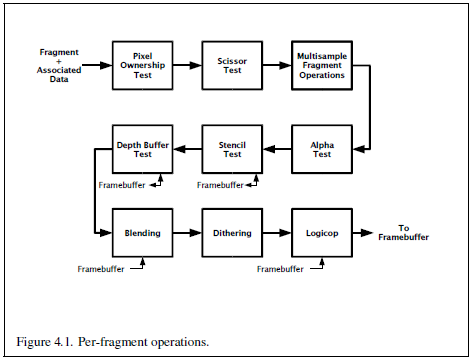 Fragment
+
Associated
Data
Pixel
Ownership
Test
Scissor
Test
Multisample
Fragment
Operations
Depth Buffer
Test
Stencil
Test
Alpha
Test
Framebuffer
Framebuffer
Blending
Dithering
Logicop
To
Framebuffer
Framebuffer
Framebuffer
Figure 4.1. Per-fragment operations.